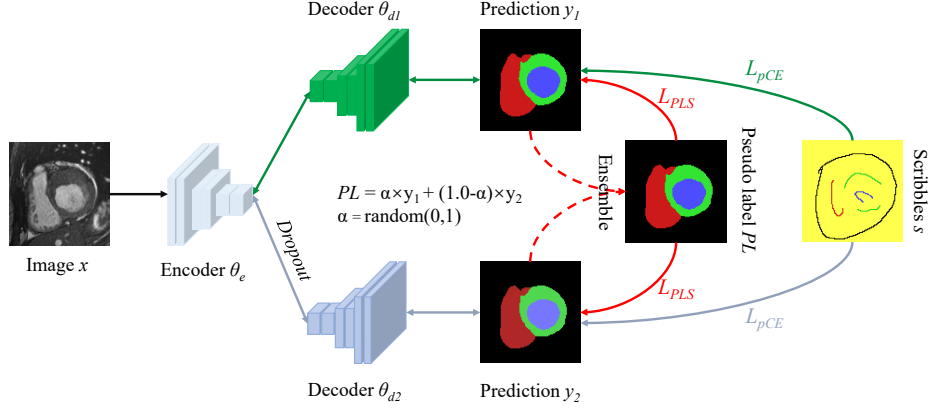 Decoder θd1
Prediction y1
LpCE
LPLS
Image x
Encoder θe
Dropout
PL = α×y1 + (1.0-α)×y2
α = random(0,1)
Ensemble
Pseudo label PL
Scribbles s
LPLS
LpCE
Decoder θd2
Prediction y2